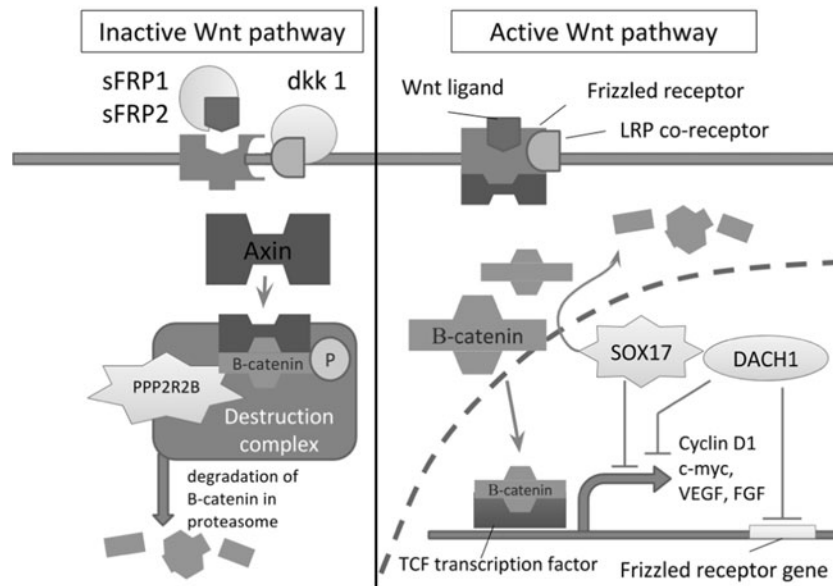 Inactive Wnt pathway
sFRP1
sFRP2
dkk 1
Axin
B-catenin
P
PPP2R2B
Destruction
complex
degradation of
B-catenin in
proteasome
Active Wnt pathway
Wnt ligand
Frizzled receptor
LRP co-receptor
B-catenin
SOX17
DACH1
Cyclin D1
c-myc,
VEGF, FGF
B-catenin
TCF transcription factor
Frizzled receptor gene